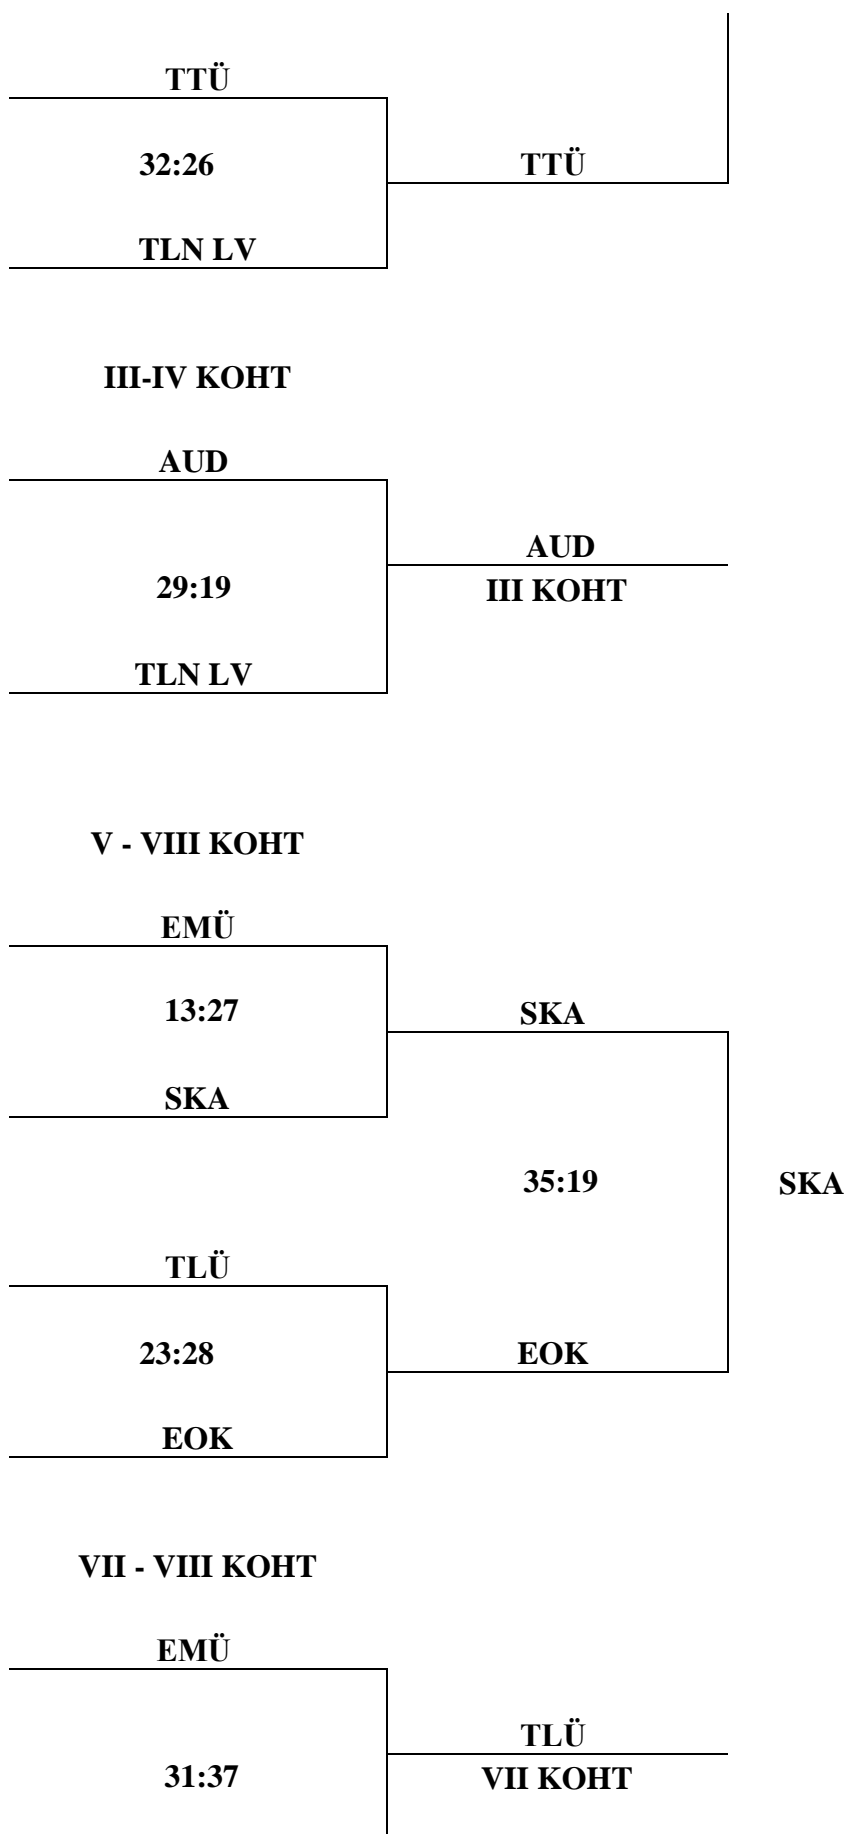 TTÜ
32:26
TTÜ
TLN LV
III-IV KOHT
AUD
AUD
29:19
III KOHT
TLN LV
V - VIII KOHT
EMÜ
13:27
SKA
SKA
35:19
SKA
TLÜ
23:28
EOK
EOK
VII - VIII KOHT
EMÜ
TLÜ
31:37
VII KOHT